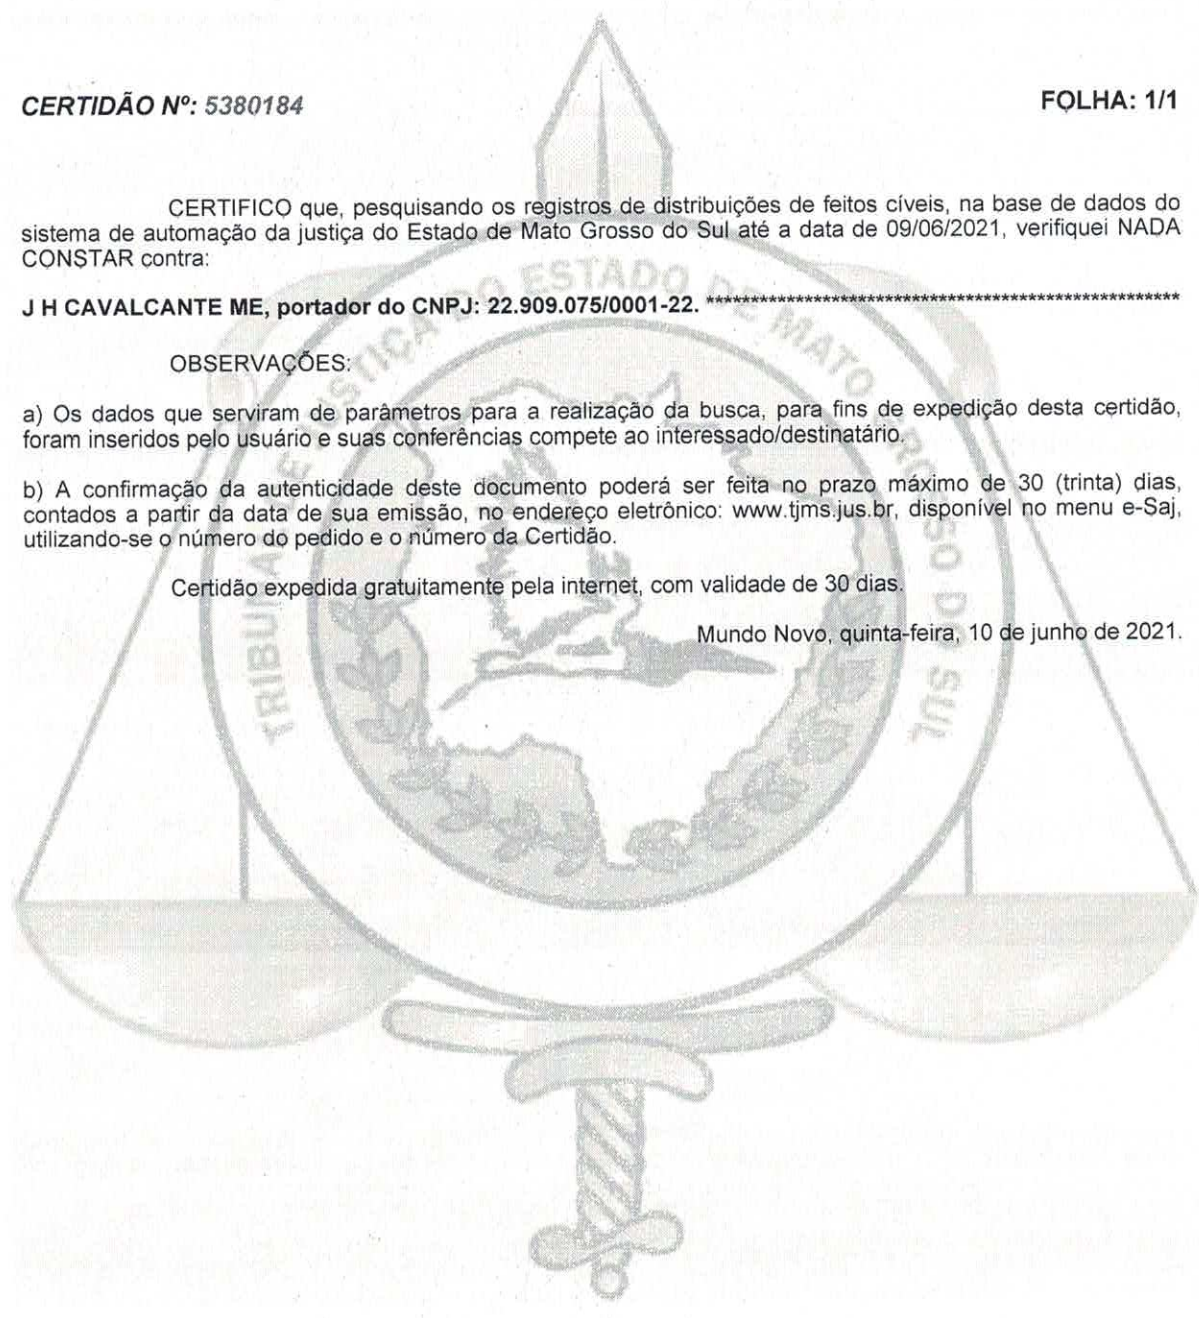 CERTIDÃO Nº: 5380184
FOLHA: 1/1
CERTIFICO que, pesquisando os registros de distribuições de feitos cíveis, na base de dados do
sistema de automação da justiça do Estado de Mato Grosso do Sul até a data de 09/06/2021, verifiquei NADA
CONSTAR contra:
J H CAVALCANTE ME, portador do CNPJ: 22.909.075/0001-22. ******************************************************
OBSERVAÇÕES:
a) Os dados que serviram de parâmetros para a realização da busca, para fins de expedição desta certidão,
foram inseridos pelo usuário e suas conferências compete ao interessado/destinatário.
b) A confirmação da autenticidade deste documento poderá ser feita no prazo máximo de 30 (trinta) dias,
contados a partir da data de sua emissão, no endereço eletrônico: www.tjms.jus.br, disponível no menu e-Saj,
utilizando-se o número do pedido e o número da Certidão.
Certidão expedida gratuitamente pela internet, com validade de 30 dias.
Mundo Novo, quinta-feira, 10 de junho de 2021.
TRIBUNAL DE JUSTIÇA DO ESTADO DE MATO GROSSO DO SUL